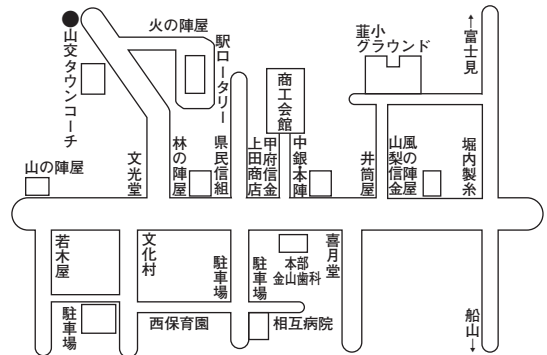 火の陣屋
駅ロータリー
山交タウンコーチ
韮小
グラウンド
←富士見
商工会館
山の陣屋
文光堂
林の陣屋
県民信組
上田商店
甲府信金
中銀・本陣
井筒屋
山梨信金
風の陣屋
堀内製糸
若木屋
文化村
駐車場
駐車場
本部
金山歯科
喜月堂
駐車場
西保育園
相互病院
船山→